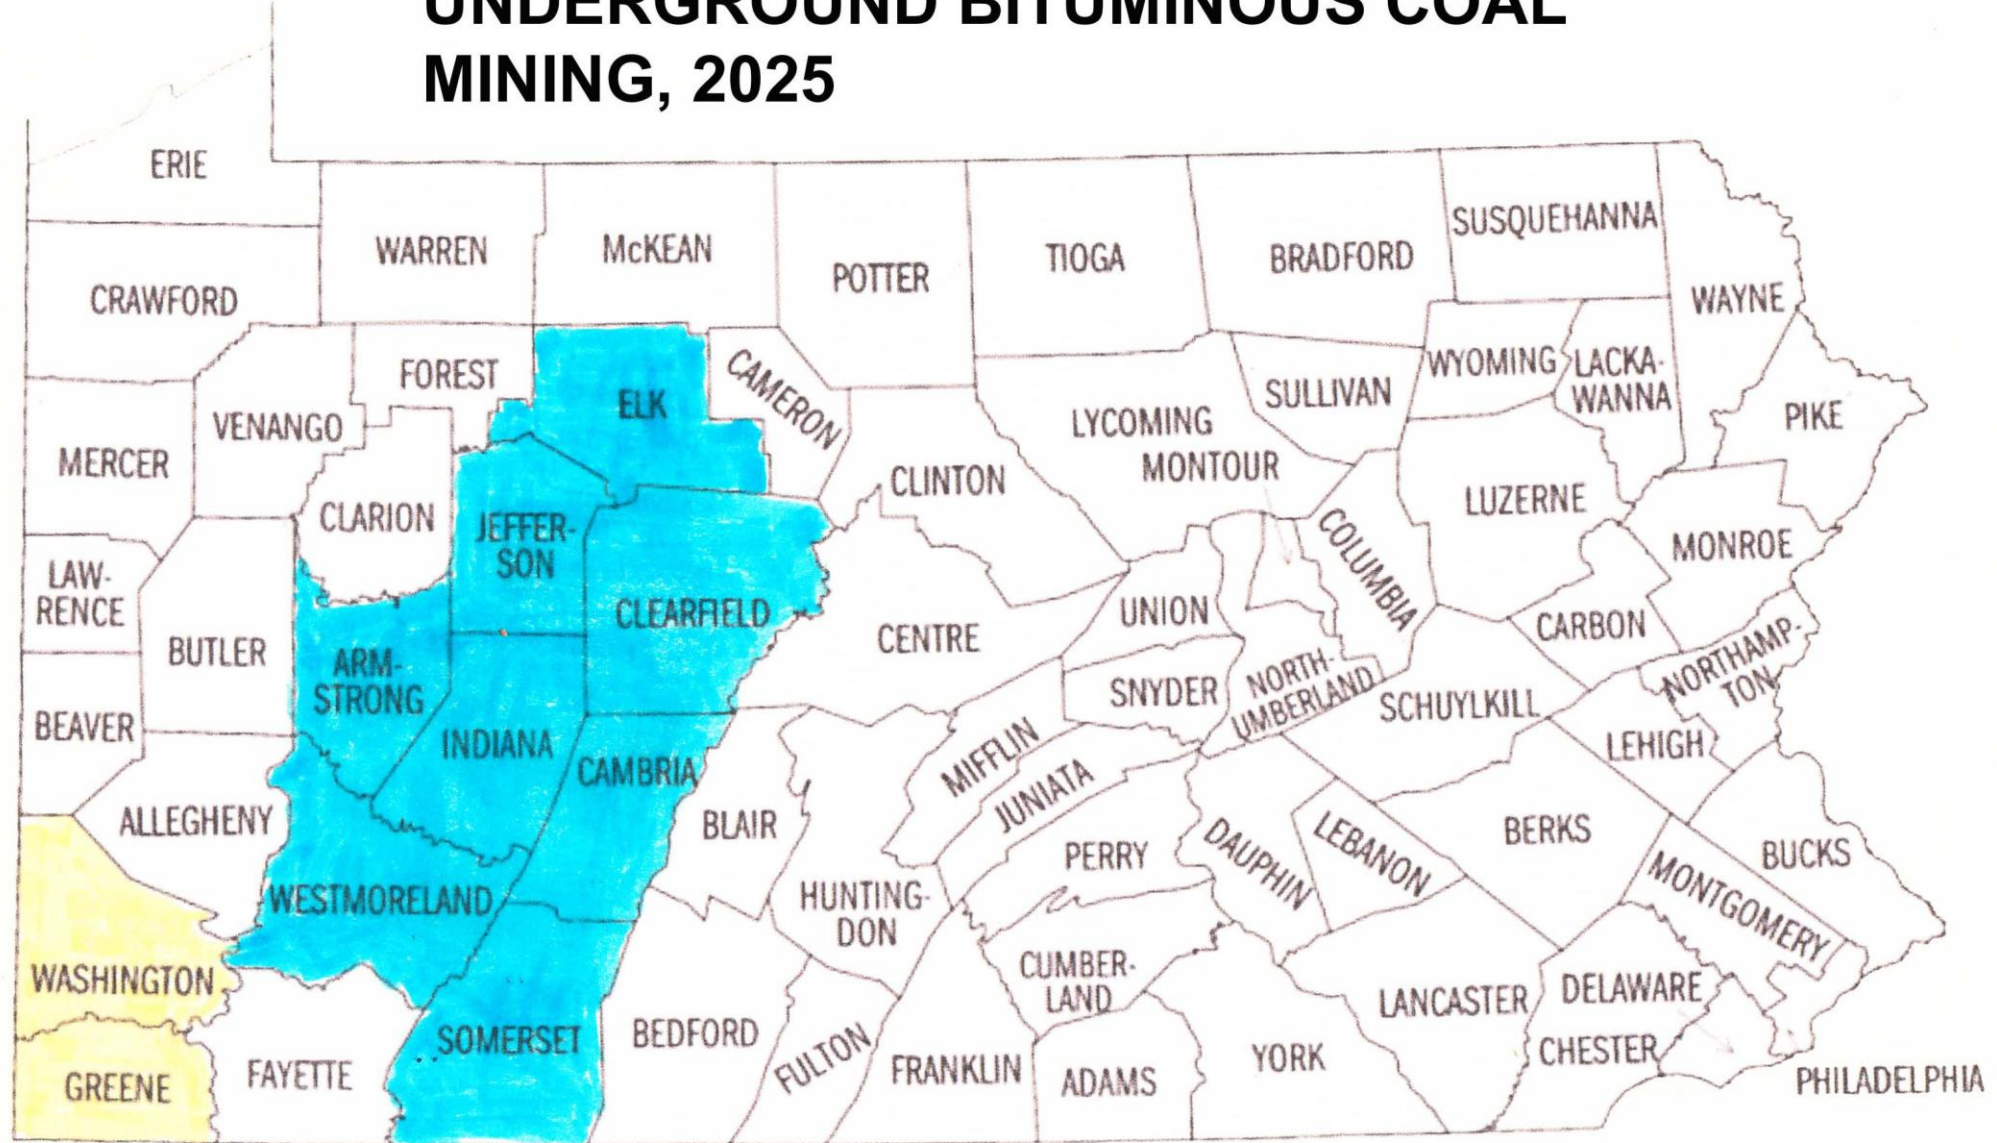 UNDERGROUND BITUMINOUS COAL
MINING, 2025
ERIE
WARREN
McKEAN
POTTER
TIOGA
BRADFORD
SUSQUEHANNA
WAYNE
CRAWFORD
FOREST
ELK
CAMERON
WYOMING
LACKA-
WANNA
PIKE
VENANGO
MERCER
CLARION
JEFFER-
SON
CLINTON
LYCOMING
MONTOUR
SULLIVAN
COLUMBIA
LUZERNE
MONROE
LAW-
RENCE
BUTLER
ARM-
STRONG
CLEARFIELD
CENTRE
UNION
SNYDER
NORTH-
UMBERLAND
CARBON
NORTHAMP-
TON
SCHUYLKILL
LEHIGH
BEAVER
INDIANA
CAMBRIA
BLAIR
MIFFLIN
JUNIATA
ALLEGHENY
WESTMORELAND
HUNTING-
DON
PERRY
DAUPHIN
LEBANON
BERKS
MONTGOMERY
BUCKS
WASHINGTON
CUMBER-
LAND
LANCASTER
DELAWARE
CHESTER
GREENE
FAYETTE
SOMERSET
BEDFORD
FULTON
FRANKLIN
ADAMS
YORK
PHILADELPHIA